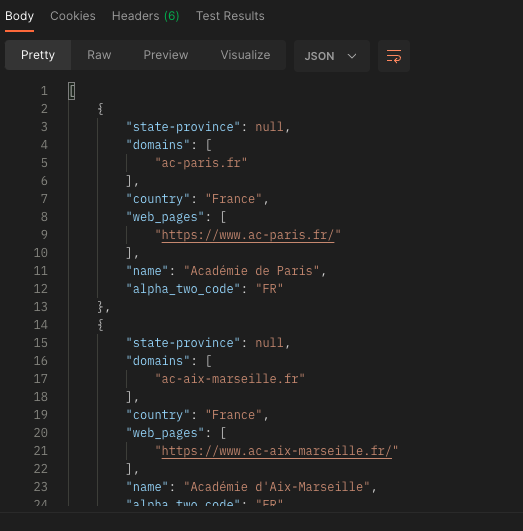 Body Cookies Headers (6) Test Results
Pretty Raw Preview Visualize JSON
1 [
2 {
3 "state-province": null,
4 "domains": [
5 "ac-paris.fr"
6 ],
7 "country": "France",
8 "web_pages": [
9 "https://www.ac-paris.fr/"
10 ],
11 "name": "Académie de Paris",
12 "alpha_two_code": "FR"
13 },
14 {
15 "state-province": null,
16 "domains": [
17 "ac-aix-marseille.fr"
18 ],
19 "country": "France",
20 "web_pages": [
21 "https://www.ac-aix-marseille.fr/"
22 ],
23 "name": "Académie d'Aix-Marseille",
24 "alpha_two_code": "FR"